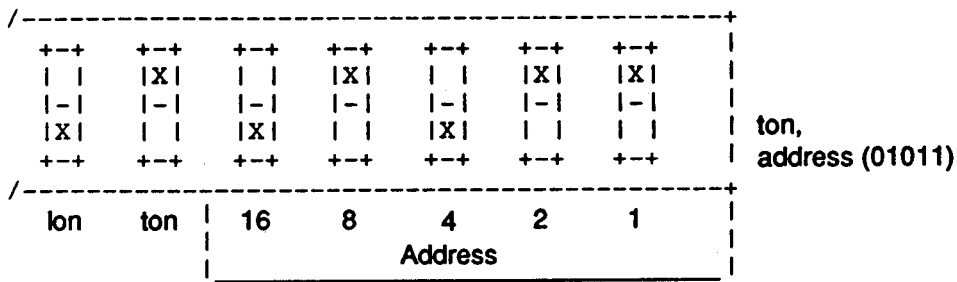 /------------------------------------------------+
+-+ +-+ +-+ +-+ +-+ +-+ +-+ |
| | |X| | | |X| | | |X| |X| |
|-| |-| |-| |-| |-| |-| |-| |
|X| | | |X| | | |X| | | | | | ton,
+-+ +-+ +-+ +-+ +-+ +-+ +-+ | address (01011)
/------------------------------------------------+
lon ton | 16 8 4 2 1 |
Address